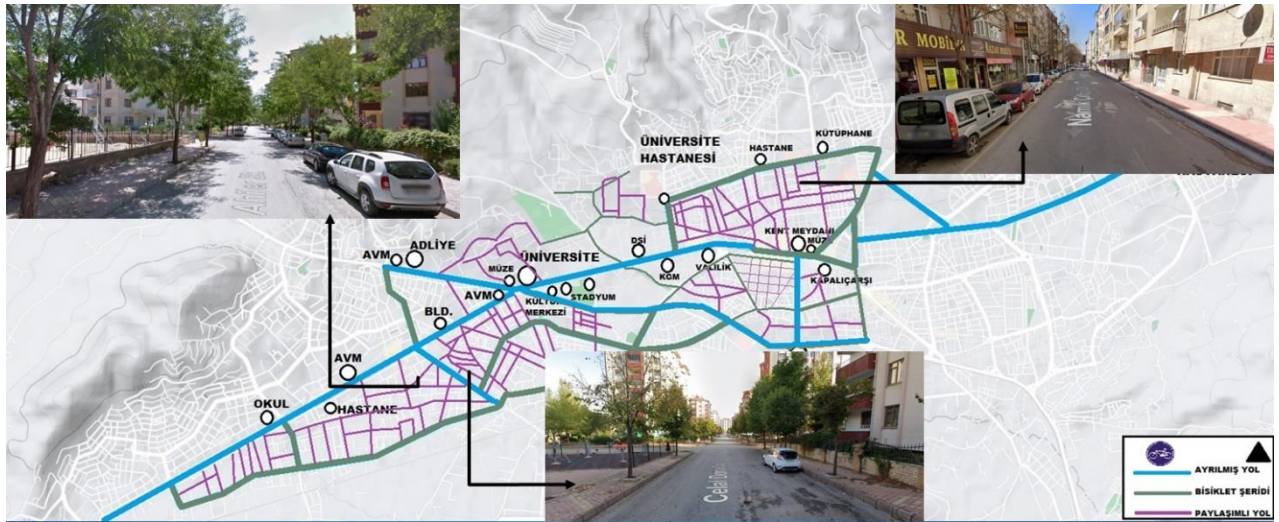 R MOBİL
ÜNİVERSİTE
HASTANESİ
HASTANE
KÜTÜPHANE
AVM
ADLİYE
MÜZE
ÜNİVERSİTE
DSİ
KGM
VALİLİK
KENT MEYDANI
MÜZE
KAPALIÇARŞI
AVM
KÜLTÜR
MERKEZİ
STADYUM
BLD.
AVM
OKUL
HASTANE
AYRILMIŞ YOL
BİSİKLET ŞERİDİ
PAYLAŞIMLI YOL